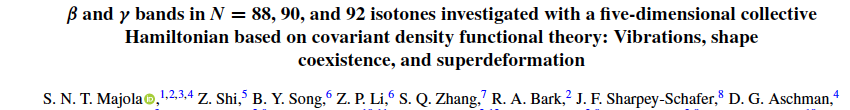 β and γ bands in N = 88, 90, and 92 isotones investigated with a five-dimensional collective
Hamiltonian based on covariant density functional theory: Vibrations, shape
coexistence, and superdeformation
S. N. T. Majola,1,2,3,4 Z. Shi,5 B. Y. Song,6 Z. P. Li,6 S. Q. Zhang,7 R. A. Bark,2 J. F. Sharpey-Schafer,8 D. G. Aschman,4